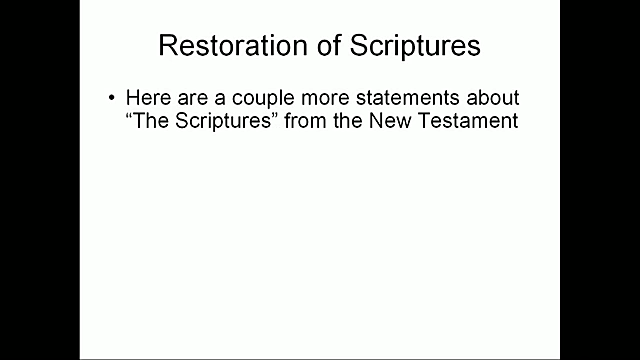 Restoration of Scriptures
• Here are a couple more statements about
“The Scriptures” from the New Testament